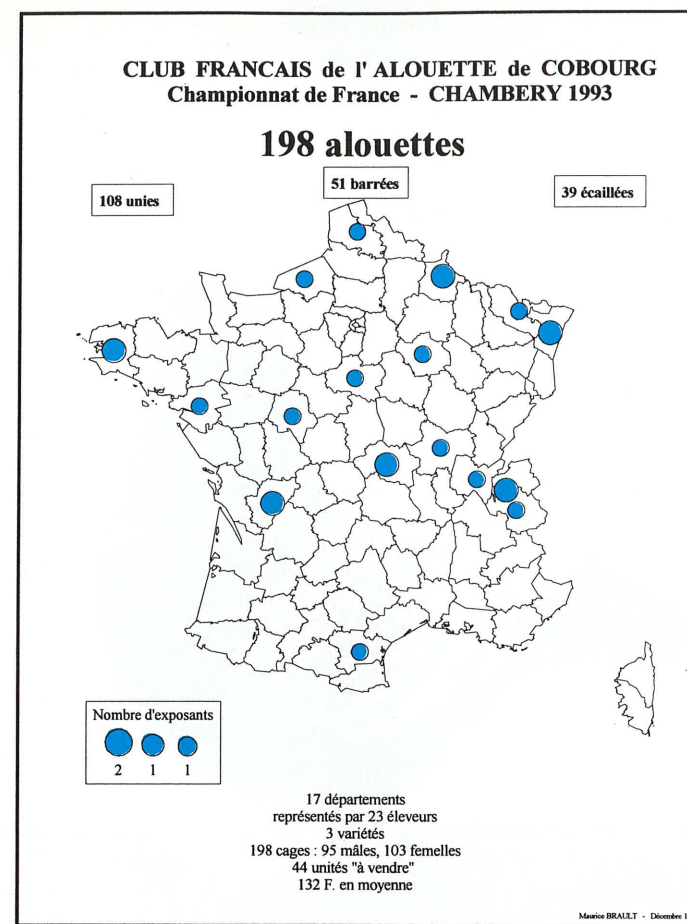 CLUB FRANCAIS de l' ALOUETTE de COBOURG
Championnat de France - CHAMBERY 1993
198 alouettes
108 unies
51 barrées
39 écaillées
Nombre d'exposants
2 1 1
17 départements
représentés par 23 éleveurs
3 variétés
198 cages : 95 mâles, 103 femelles
44 unités "à vendre"
132 F. en moyenne
Maurice BRAULT - Décembre